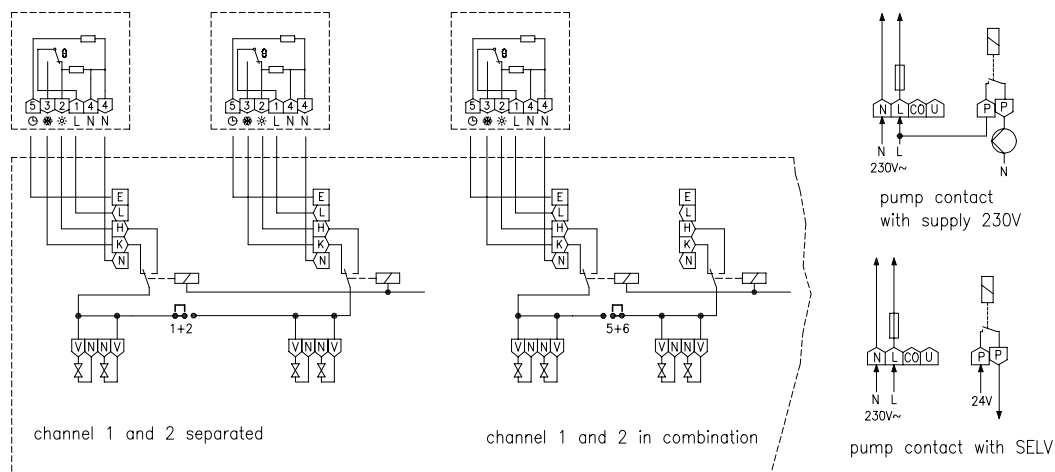 5 3 2 1 4 4
L N N
5 3 2 1 4 4
L N N
5 3 2 1 4 4
L N N
E
L
H
K
N
E
L
H
K
N
E
L
H
K
N
E
L
H
K
N
1+2
5+6
V N N V
V N N V
V N N V
V N N V
channel 1 and 2 separated
channel 1 and 2 in combination
N L CO U
P P
N L
230V~
N
pump contact
with supply 230V
N L CO U
P P
N L
230V~
24V
pump contact with SELV